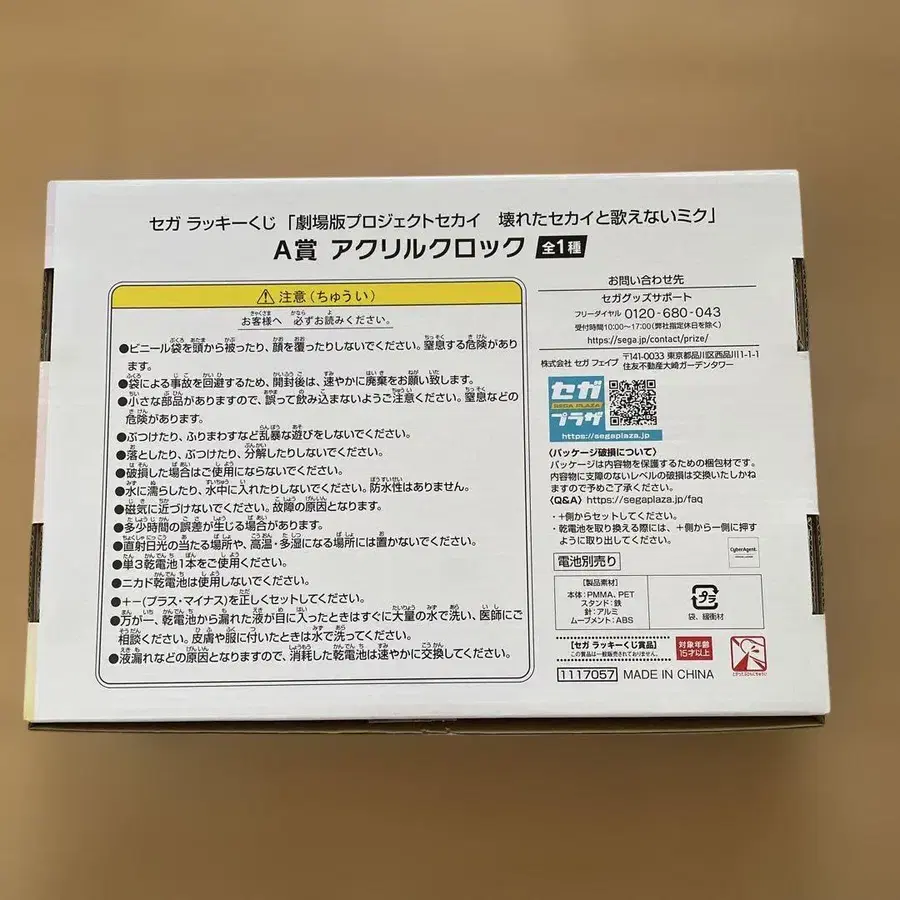 セガ ラッキーくじ「劇場版プロジェクトセカイ 壊れたセカイと歌えないミク」
A賞 アクリルクロック 全1種
⚠注意(ちゅうい)
お客様へ 必ずお読みください。
●ビニール袋を頭から被ったり、顔を覆ったりしないでください。窒息する危険があり
ます。
●袋による事故を回避するため、開封後は、速やかに廃棄をお願い致します。
●小さな部品がありますので、誤って飲み込まないようご注意ください。窒息などの
危険があります。
●ぶつけたり、ふりまわすなど乱暴な遊びをしないでください。
●落としたり、ぶつけたり、分解したりしないでください。
●破損した場合はご使用にならないでください。
●水に濡らしたり、水中に入れたりしないでください。防水性はありません。
●磁気に近づけないでください。故障の原因となります。
●多少時間の誤差が生じる場合があります。
●直射日光の当たる場所や、高温・多湿になる場所には置かないでください。
●単3乾電池1本をご使用ください。
●ニカド乾電池は使用しないでください。
●+−(プラス・マイナス)を正しくセットしてください。
●万が一、乾電池から漏れた液が目に入ったときはすぐに大量の水で洗い、医師にご
相談ください。皮膚や服に付いたときは水で洗ってください。
●液漏れなどの原因となりますので、消耗した乾電池は速やかに交換してください。
お問い合わせ先
セガグッズサポート
フリーダイヤル 0120-680-043
受付時間10:00〜17:00(弊社指定休日を除く)
https://sega.jp/contact/prize/
株式会社 セガ フェイブ 〒141-0033 東京都品川区西品川1-1-1
住友不動産大崎ガーデンタワー
セガ
SEGA PLAZA
プラザ
https://segaplaza.jp
〈パッケージ破損について〉
パッケージは内容物を保護するための梱包材です。
内容物に支障のないレベルの破損は交換いたしかね
ますので予めご了承ください。
〈Q&A〉https://segaplaza.jp/faq
・+側からセットしてください。
・乾電池を取り換える際には、+側から一側に押す
ように取り出してください。
電池別売り
CyberAgent
【製品素材】
本体:PMMA、PET
スタンド:鉄
針:アルミ
ムーブメント:ABS
プラ
袋、緩衝材
【セガ ラッキーくじ賞品】
この賞品は一般販売されておりません。
対象年齢
15才以上
1117057 MADE IN CHINA